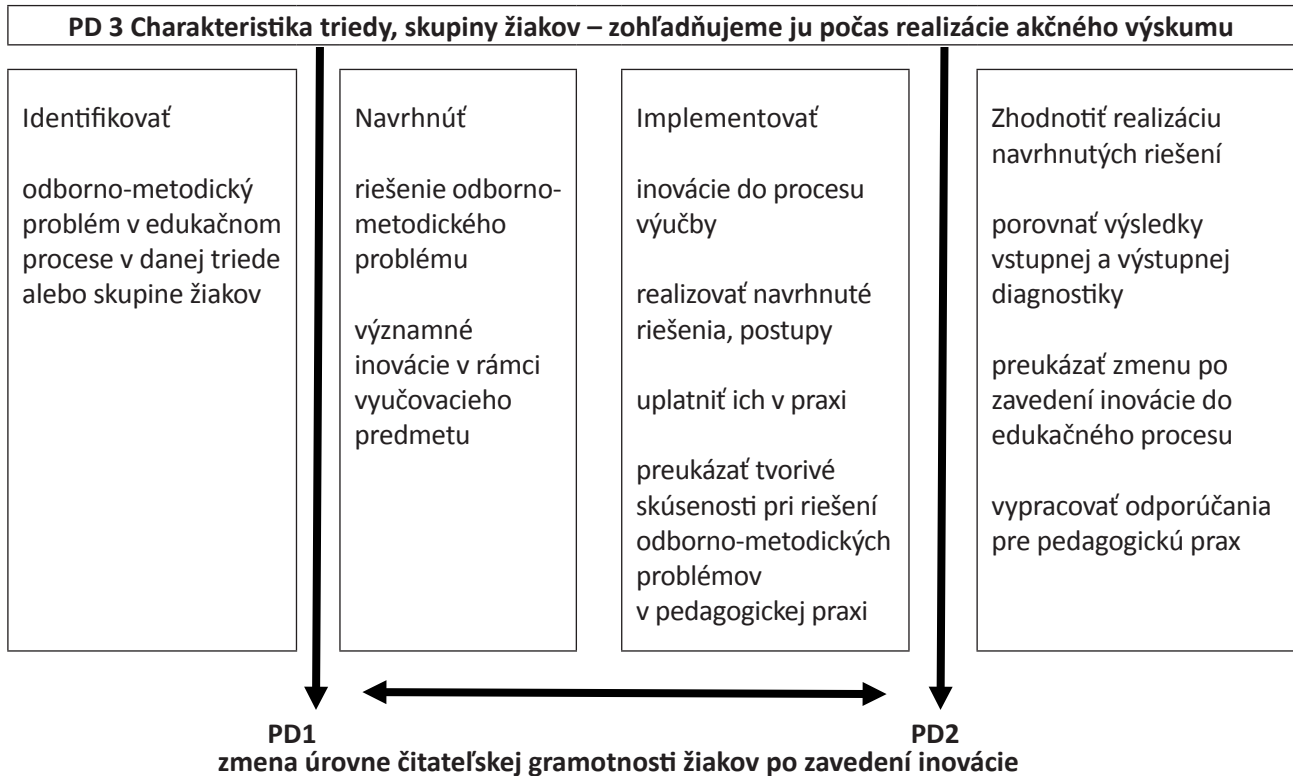 PD 3 Charakteristika triedy, skupiny žiakov – zohľadňujeme ju počas realizácie akčného výskumu
Identifikovať
odborno-metodický
problém v edukačnom
procese v danej triede
alebo skupine žiakov
Navrhnúť
riešenie odborno-
metodického
problému
významné
inovácie v rámci
vyučovacieho
predmetu
Implementovať
inovácie do procesu
výučby
realizovať navrhnuté
riešenia, postupy
uplatniť ich v praxi
preukázať tvorivé
skúsenosti pri riešení
odborno-metodických
problémov
v pedagogickej praxi
Zhodnotiť realizáciu
navrhnutých riešení
porovnať výsledky
vstupnej a výstupnej
diagnostiky
preukázať zmenu po
zavedení inovácie do
edukačného procesu
vypracovať odporúčania
pre pedagogickú prax
PD1 PD2
zmena úrovne čitateľskej gramotnosti žiakov po zavedení inovácie